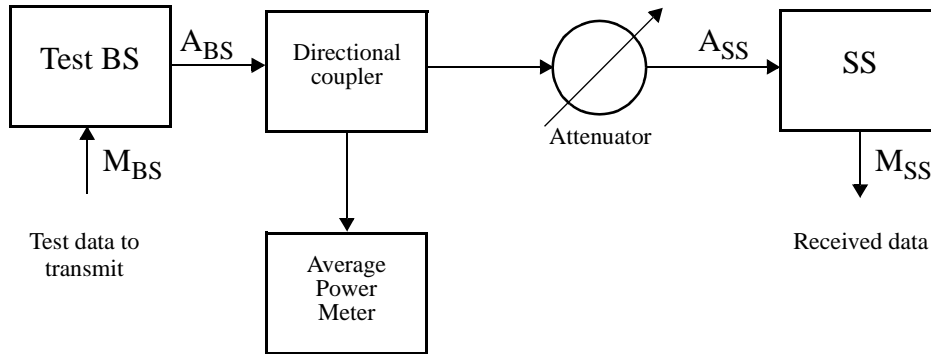 Test BS
A_BS
Directional
coupler
A_SS
SS
Attenuator
M_BS
M_SS
Test data to
transmit
Received data
Average
Power
Meter